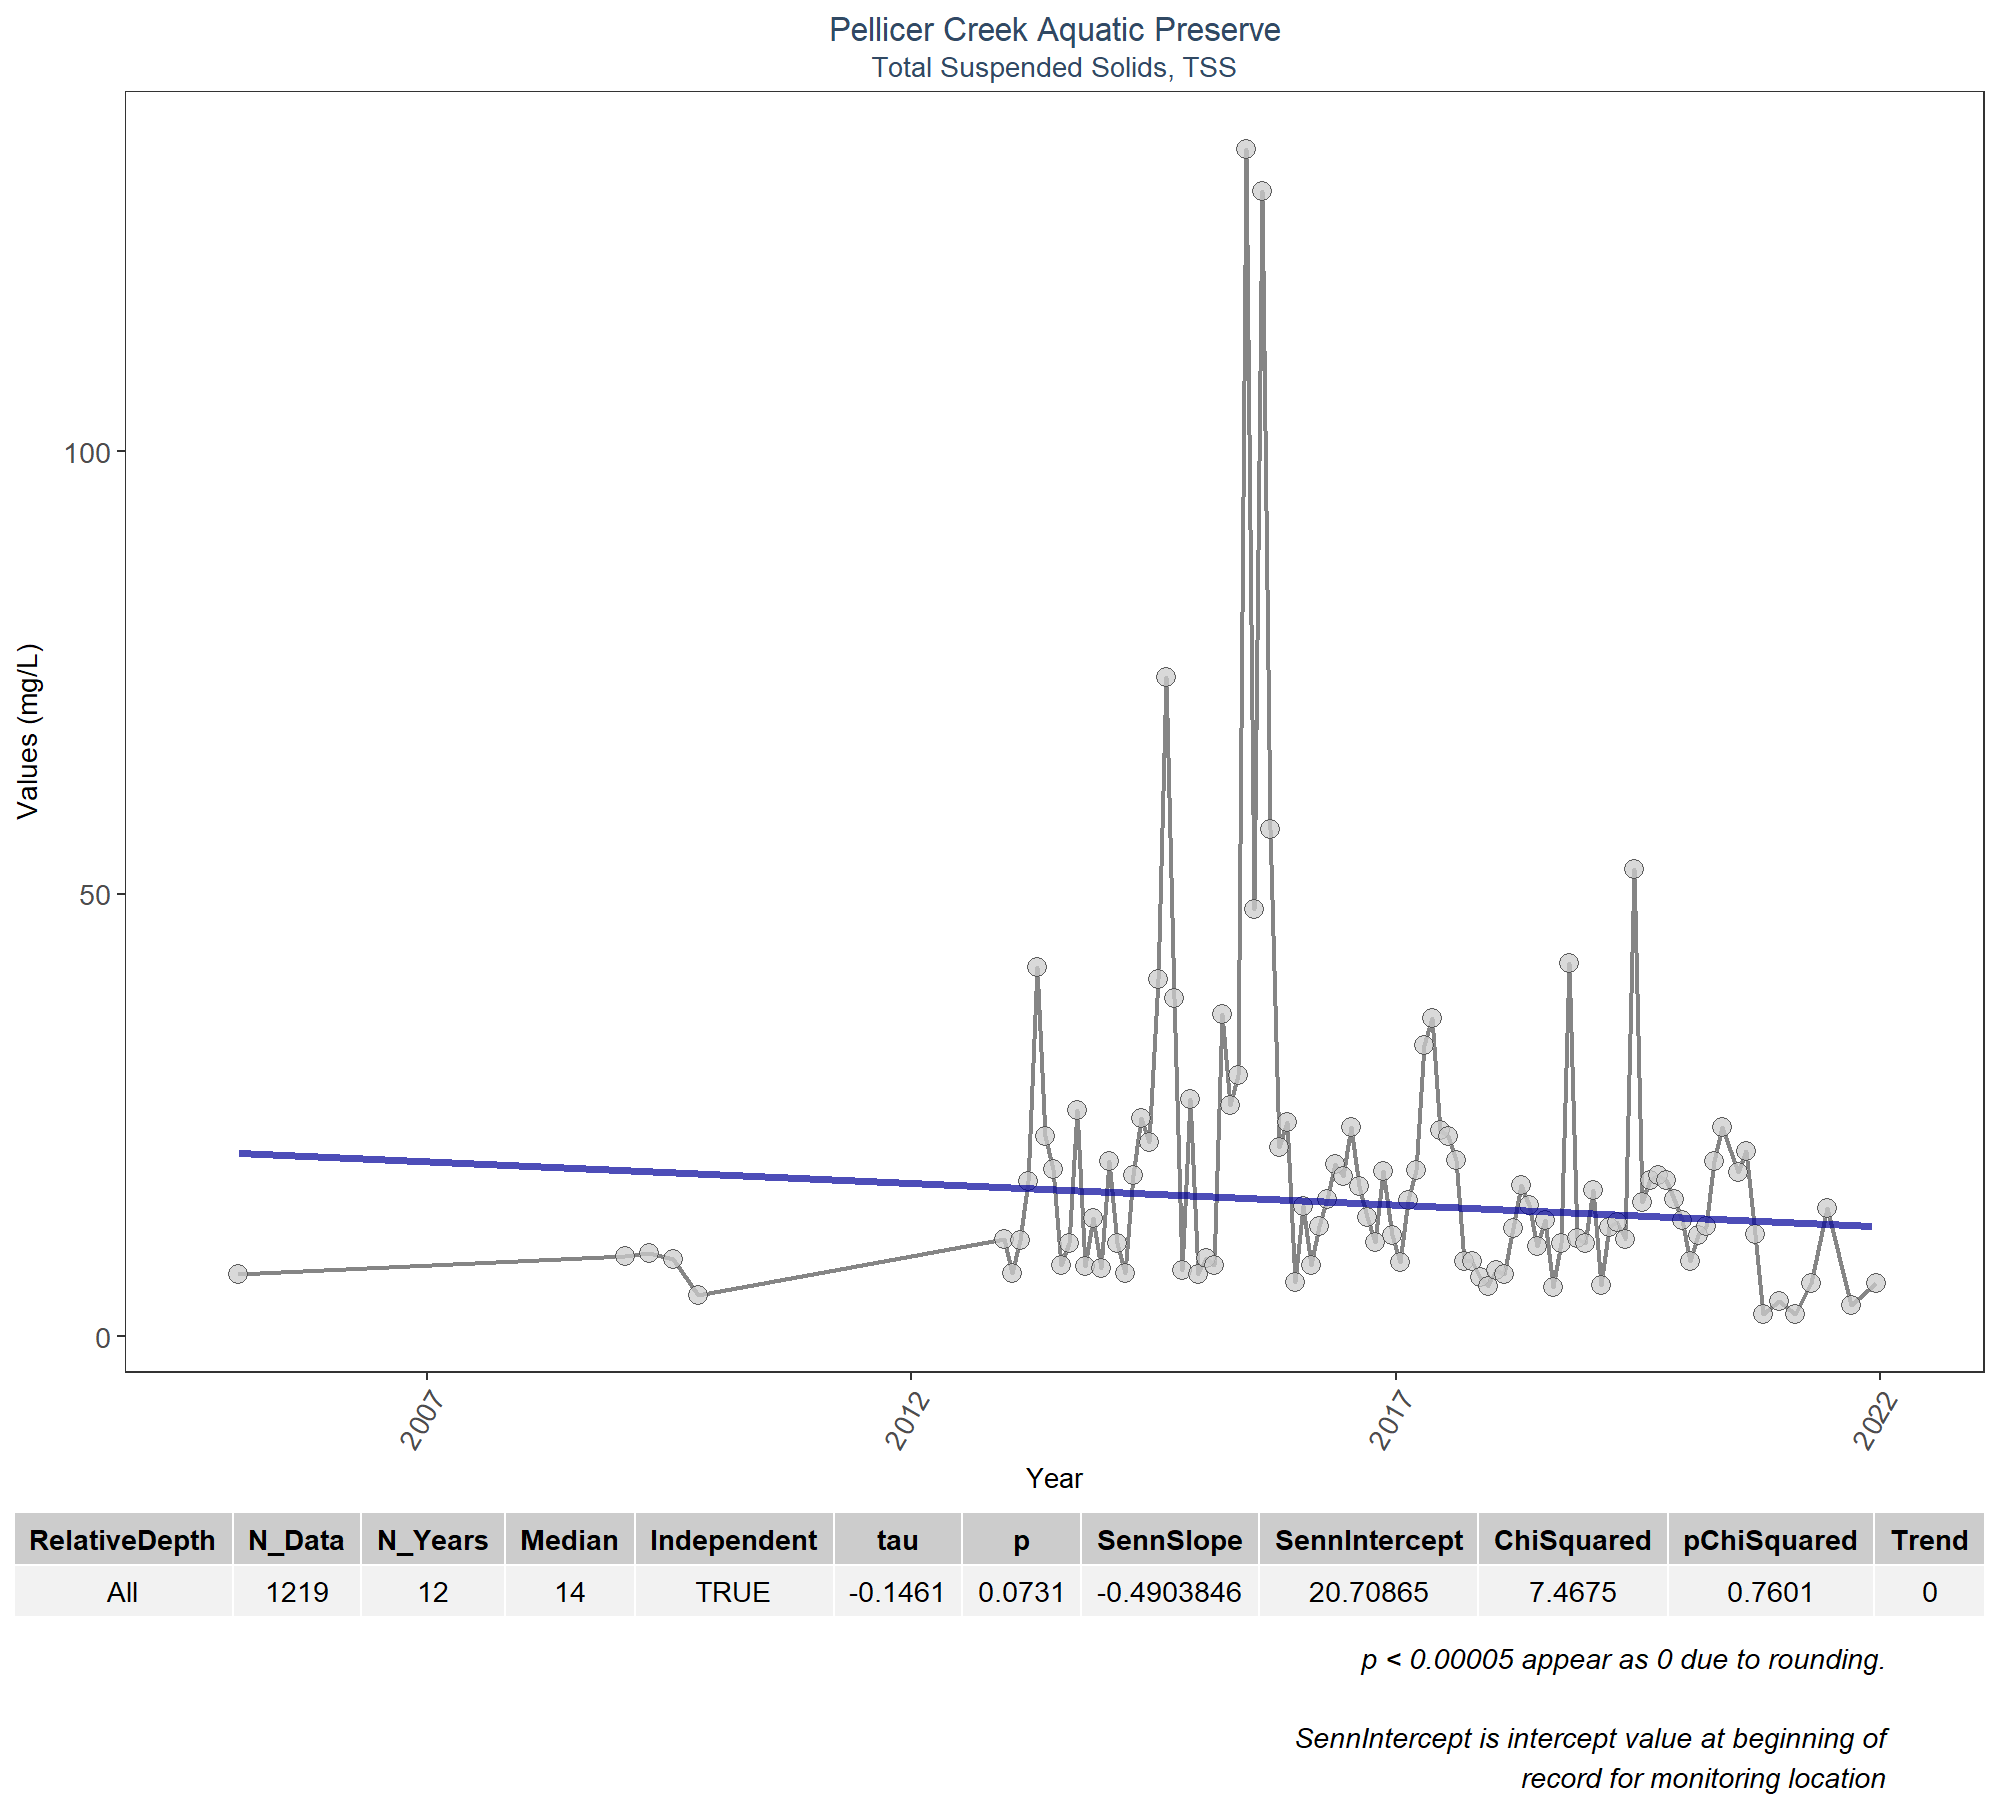 Pellicer Creek Aquatic Preserve
Total Suspended Solids, TSS
Values (mg/L)
100
50
0
2007 2012 2017 2022
Year
RelativeDepth N_Data N_Years Median Independent tau p SennSlope SennIntercept ChiSquared pChiSquared Trend
All 1219 12 14 TRUE -0.1461 0.0731 -0.4903846 20.70865 7.4675 0.7601 0
p < 0.00005 appear as 0 due to rounding.
SennIntercept is intercept value at beginning of
record for monitoring location